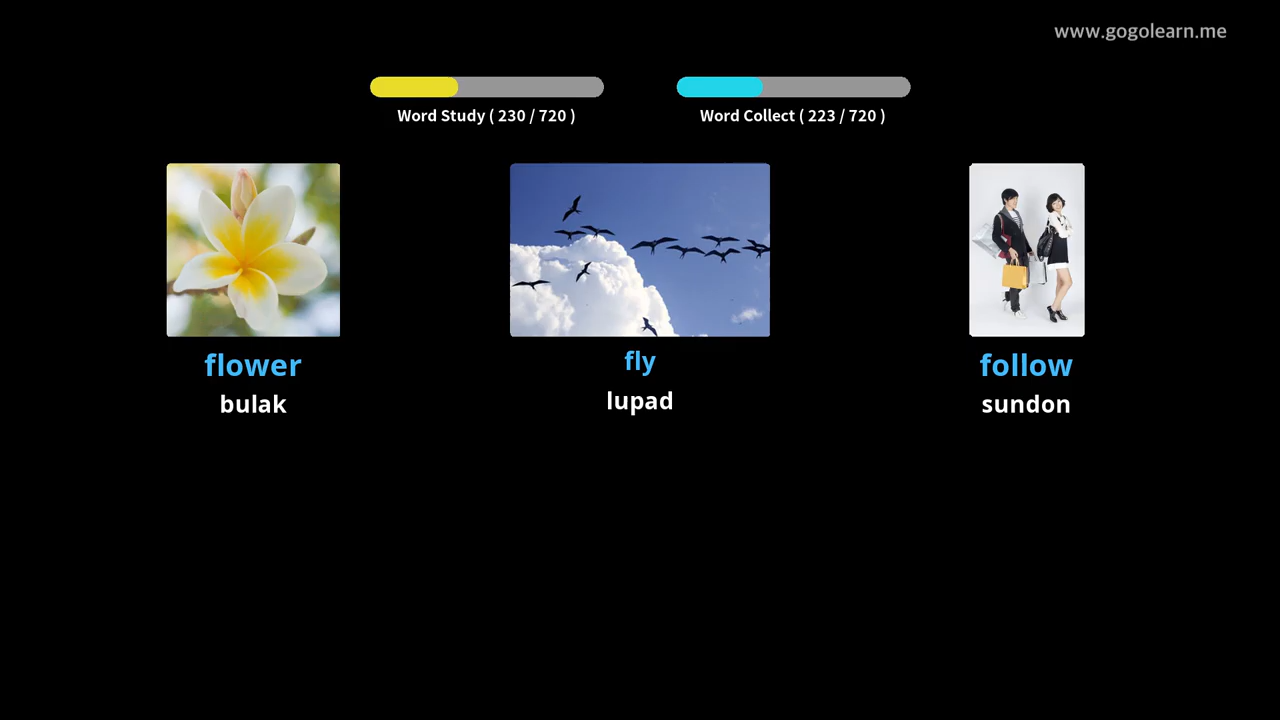 www.gogolearn.me
Word Study ( 230 / 720 )
Word Collect ( 223 / 720 )
flower
bulak
fly
lupad
follow
sundon